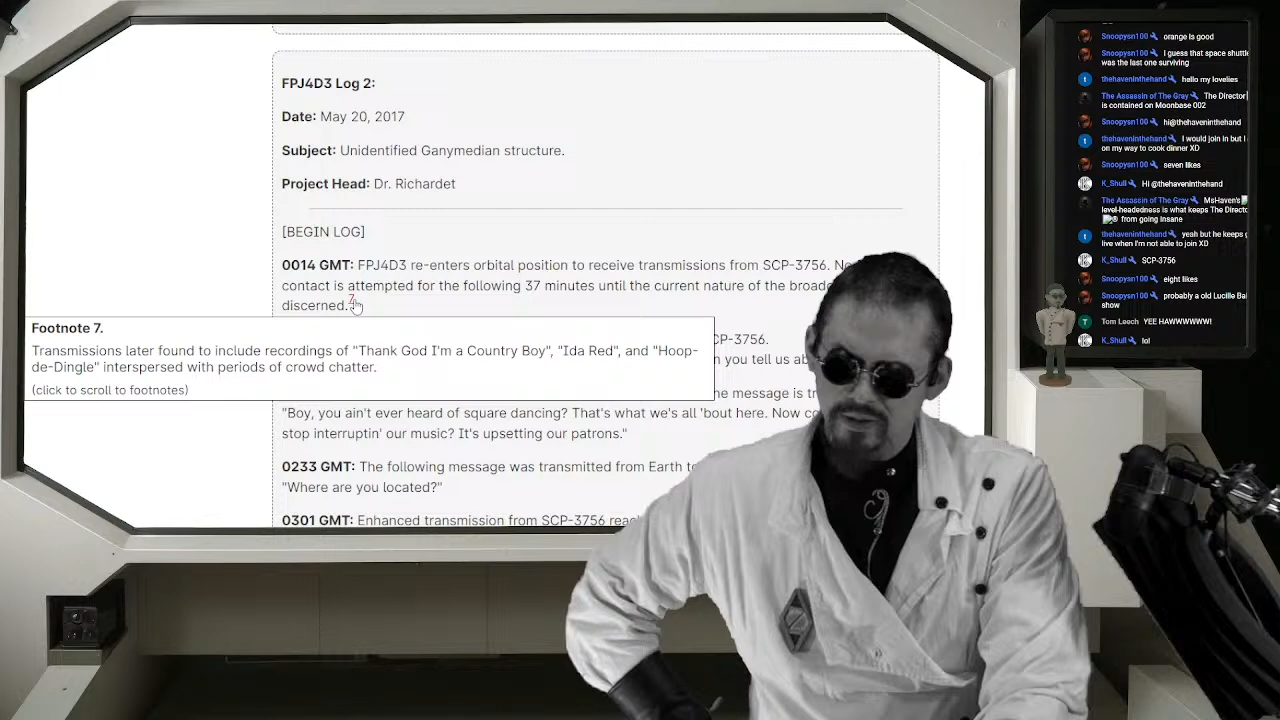 FPJ4D3 Log 2:
Date: May 20, 2017
Subject: Unidentified Ganymedian structure.
Project Head: Dr. Richardet
[BEGIN LOG]
0014 GMT: FPJ4D3 re-enters orbital position to receive transmissions from SCP-3756.
contact is attempted for the following 37 minutes until the current nature of the
discerned.7
Footnote 7.
Transmissions later found to include recordings of "Thank God I'm a Country Boy", "Ida Red", and "Hoop-
de-Dingle" interspersed with periods of crowd chatter.
(click to scroll to footnotes)
you tell us
message is
"Boy, you ain't ever heard of square dancing? That's what we's all 'bout here. Now
stop interruptin' our music? It's upsetting our patrons."
0233 GMT: The following message was transmitted from Earth
"Where are you located?"
0301 GMT: Enhanced transmission from SCP-3756
Snoopysn100 orange is good
Snoopysn100 I guess that space
was the last one surviving
thehaveninthehand hello my lovelies
The Assassin of The Gray The Director
is contained on Moonbase 002
Snoopysn100 hi@thehaveninthehand
thehaveninthehand I would join in but I
on my way to cook dinner XD
Snoopysn100 seven likes
K_Shull Hi @thehaveninthehand
The Assassin of The Gray MsHaven's
level-headedness is what keeps The
from going insane
thehaveninthehand yeah but he keeps
live when I'm not able to join XD
K_Shull SCP-3756
Snoopysn100 eight likes
Snoopysn100 probably a old Lucille
show
Tom Leech YEE HAWWWWWW!
K_Shull lol